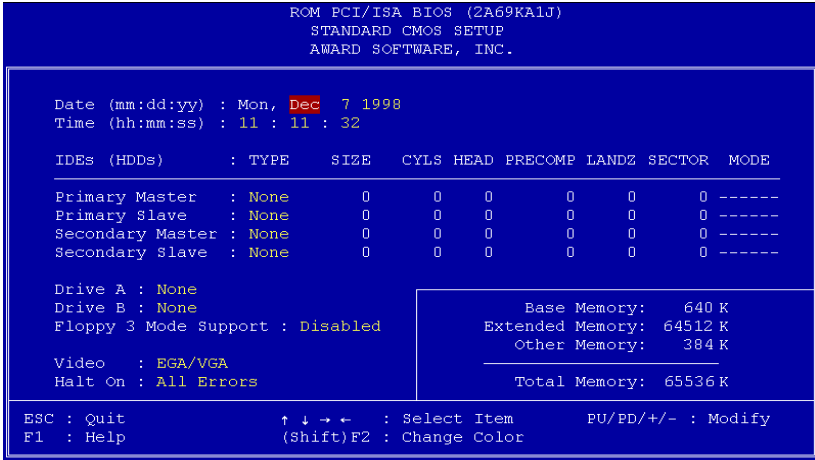 ROM PCI/ISA BIOS (2A69KA1J)
STANDARD CMOS SETUP
AWARD SOFTWARE, INC.
Date (mm:dd:yy) : Mon, Dec 7 1998
Time (hh:mm:ss) : 11 : 11 : 32
IDEs (HDDs) : TYPE SIZE CYLS HEAD PRECOMP LANDZ SECTOR MODE
Primary Master : None 0 0 0 0 0 0 ------
Primary Slave : None 0 0 0 0 0 0 ------
Secondary Master : None 0 0 0 0 0 0 ------
Secondary Slave : None 0 0 0 0 0 0 ------
Drive A : None
Drive B : None
Floppy 3 Mode Support : Disabled
Video : EGA/VGA
Halt On : All Errors
Base Memory: 640 K
Extended Memory: 64512 K
Other Memory: 384 K
Total Memory: 65536 K
ESC : Quit ↑ ↓ → ← : Select Item PU/PD/+/- : Modify
F1 : Help (Shift)F2 : Change Color